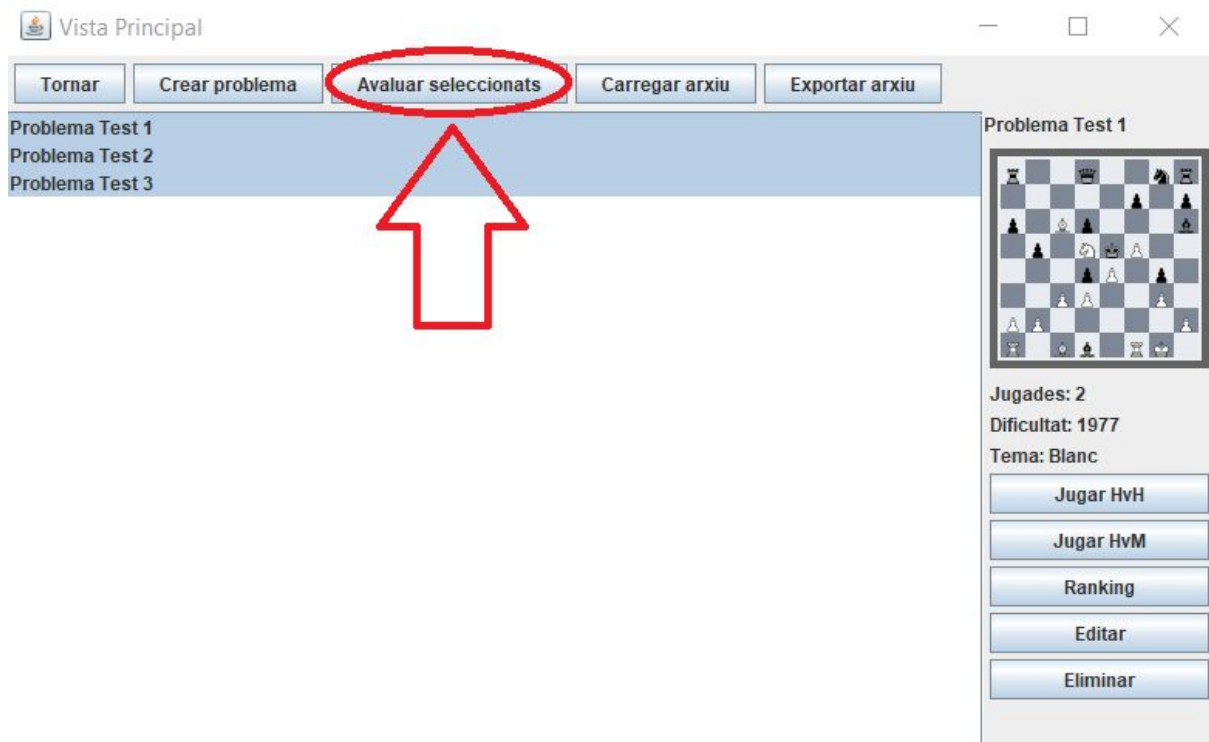 Vista Principal
Tornar Crear problema Avaluar seleccionats Carregar arxiu Exportar arxiu
Problema Test 1
Problema Test 2
Problema Test 3
Problema Test 1
Jugades: 2
Dificultat: 1977
Tema: Blanc
Jugar HvH
Jugar HvM
Ranking
Editar
Eliminar